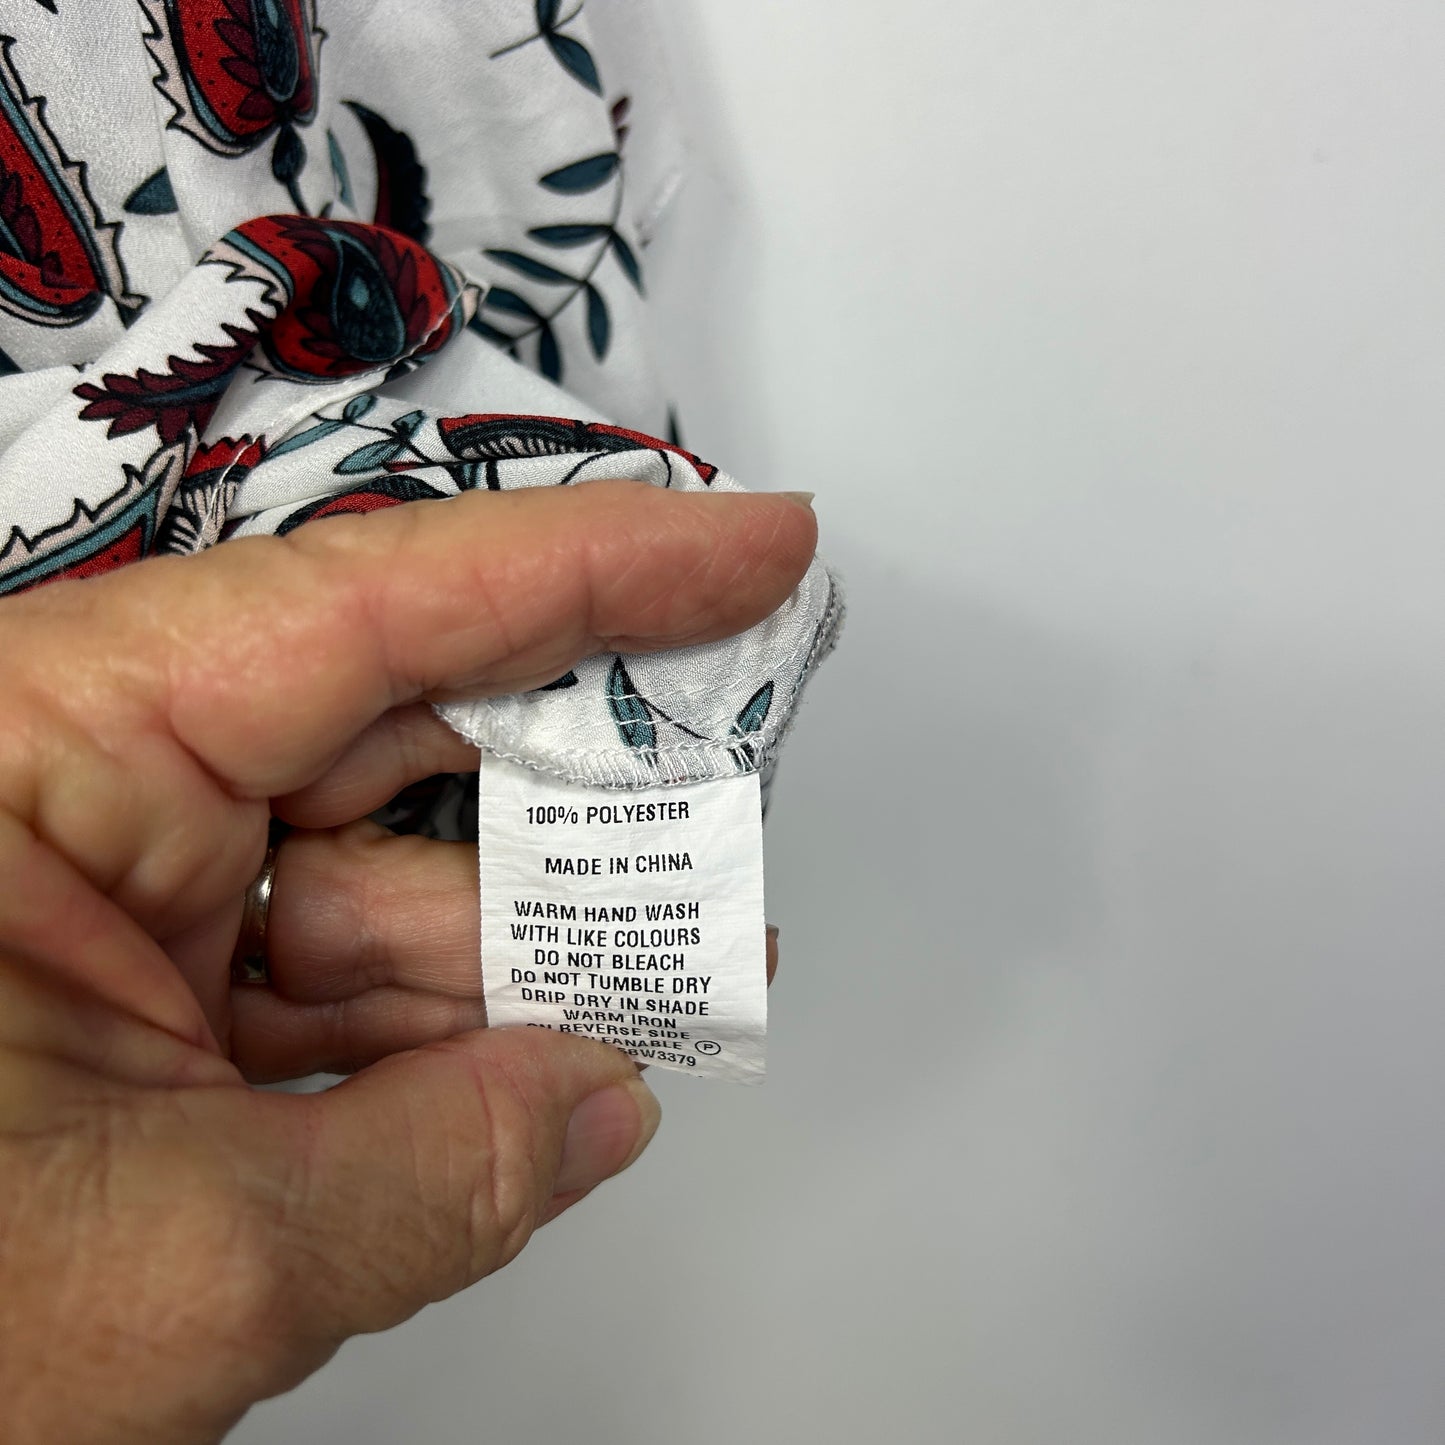 100% POLYESTER
MADE IN CHINA
WARM HAND WASH
WITH LIKE COLOURS
DO NOT BLEACH
DO NOT TUMBLE DRY
DRIP DRY IN SHADE
WARM IRON
ON REVERSE SIDE
P